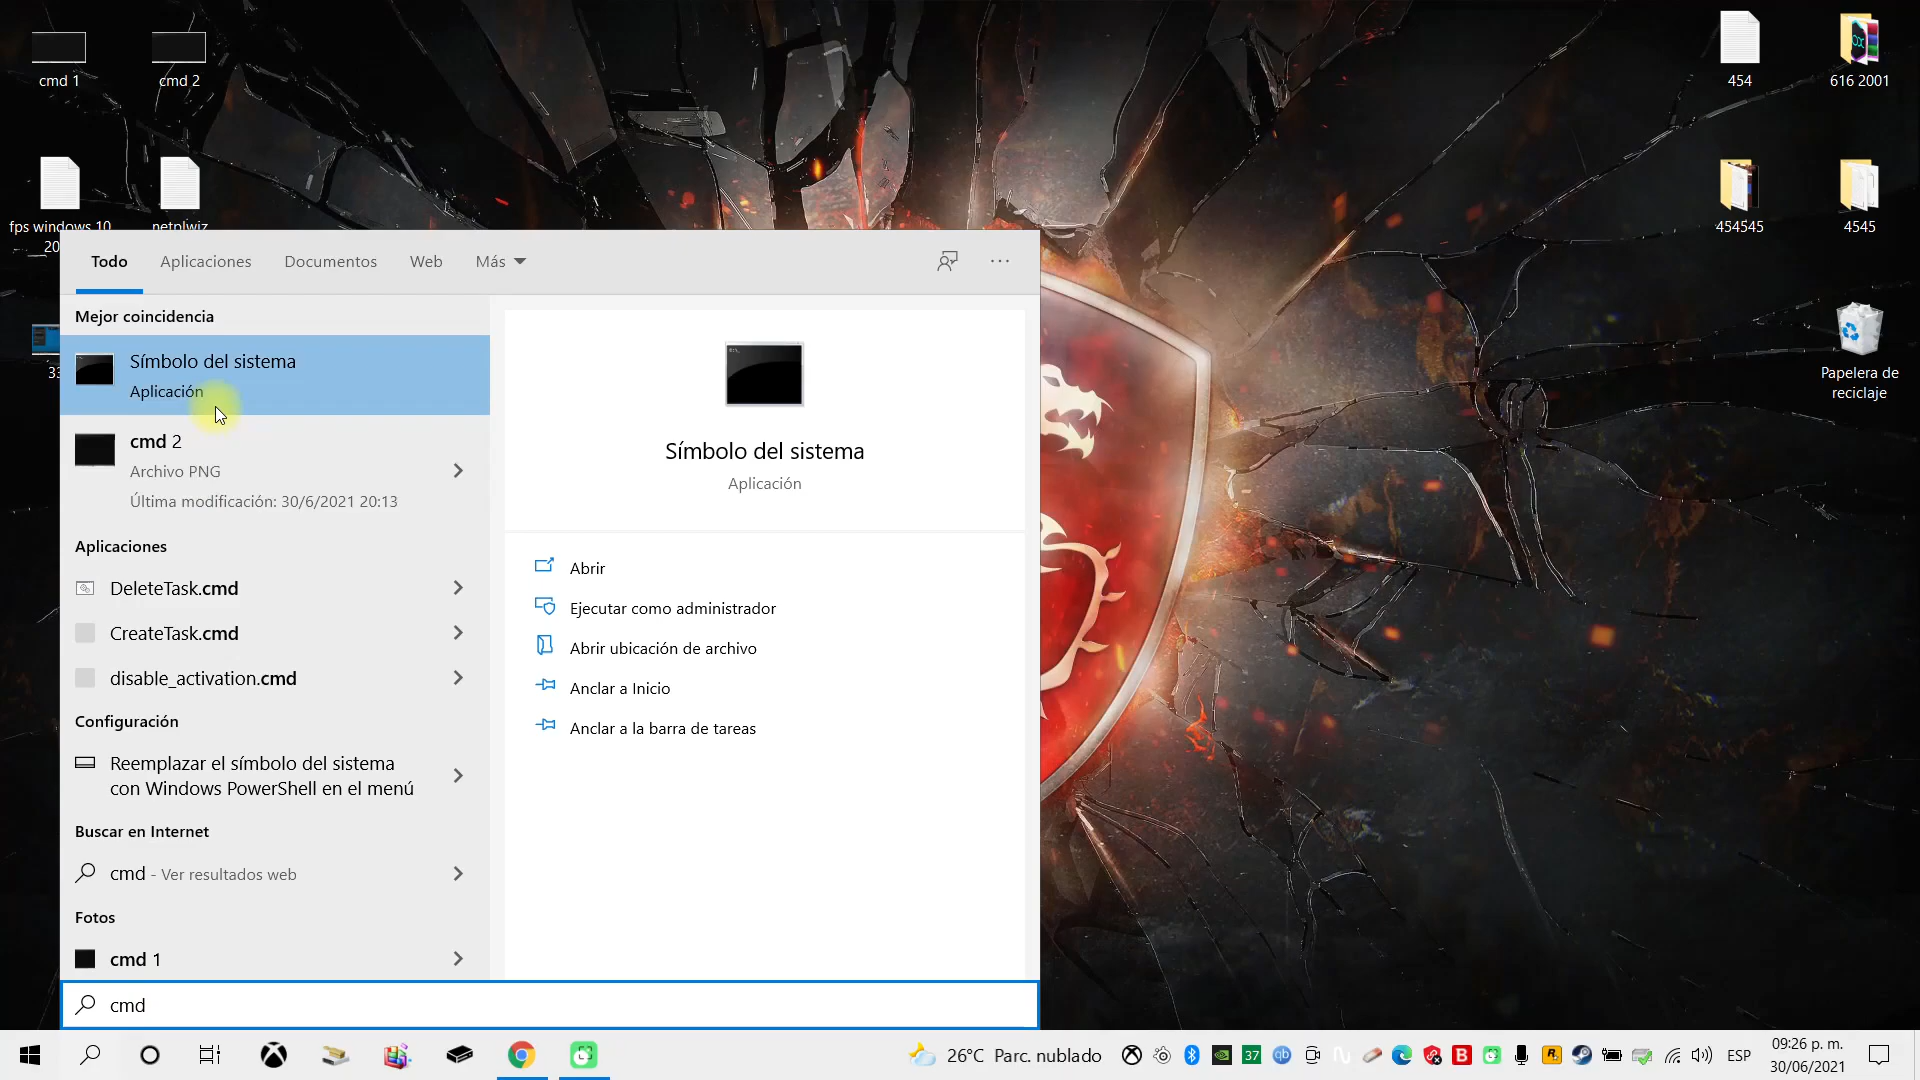 cmd 1
cmd 2
454
616 2001
fps windows 10
20
netplwiz
454545
4545
33
Papelera de
reciclaje
Todo
Aplicaciones
Documentos
Web
Más
Mejor coincidencia
Símbolo del sistema
Aplicación
cmd 2
Archivo PNG
Última modificación: 30/6/2021 20:13
Aplicaciones
DeleteTask.cmd
CreateTask.cmd
disable_activation.cmd
Configuración
Reemplazar el símbolo del sistema
con Windows PowerShell en el menú
Buscar en Internet
cmd - Ver resultados web
Fotos
cmd 1
cmd
Símbolo del sistema
Aplicación
Abrir
Ejecutar como administrador
Abrir ubicación de archivo
Anclar a Inicio
Anclar a la barra de tareas
26°C Parc. nublado
37
qb
B
R
ESP
09:26 p. m.
30/06/2021